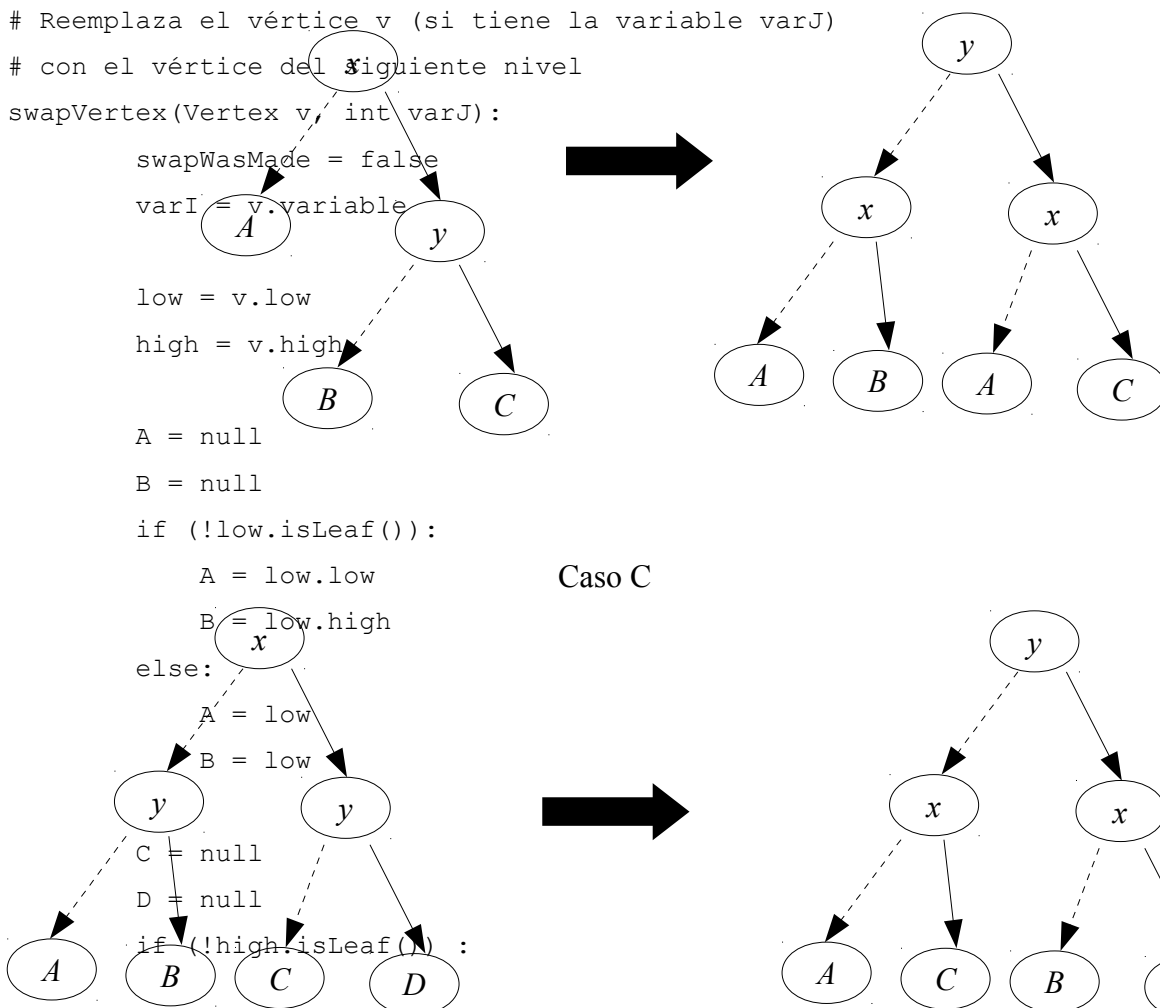 # Reemplaza el vértice v (si tiene la variable varJ)
# con el vértice del siguiente nivel
swapVertex(Vertex v, int varJ):
swapWasMade = false
varI = v.variable
low = v.low
high = v.high
A = null
B = null
if (!low.isLeaf()):
A = low.low
B = low.high
else:
A = low
B = low
C = null
D = null
if (!high.isLeaf()) :
x
A
y
B
C
y
x
x
A
B
A
C
Caso C
x
y
y
A
B
C
D
y
x
x
A
C
B